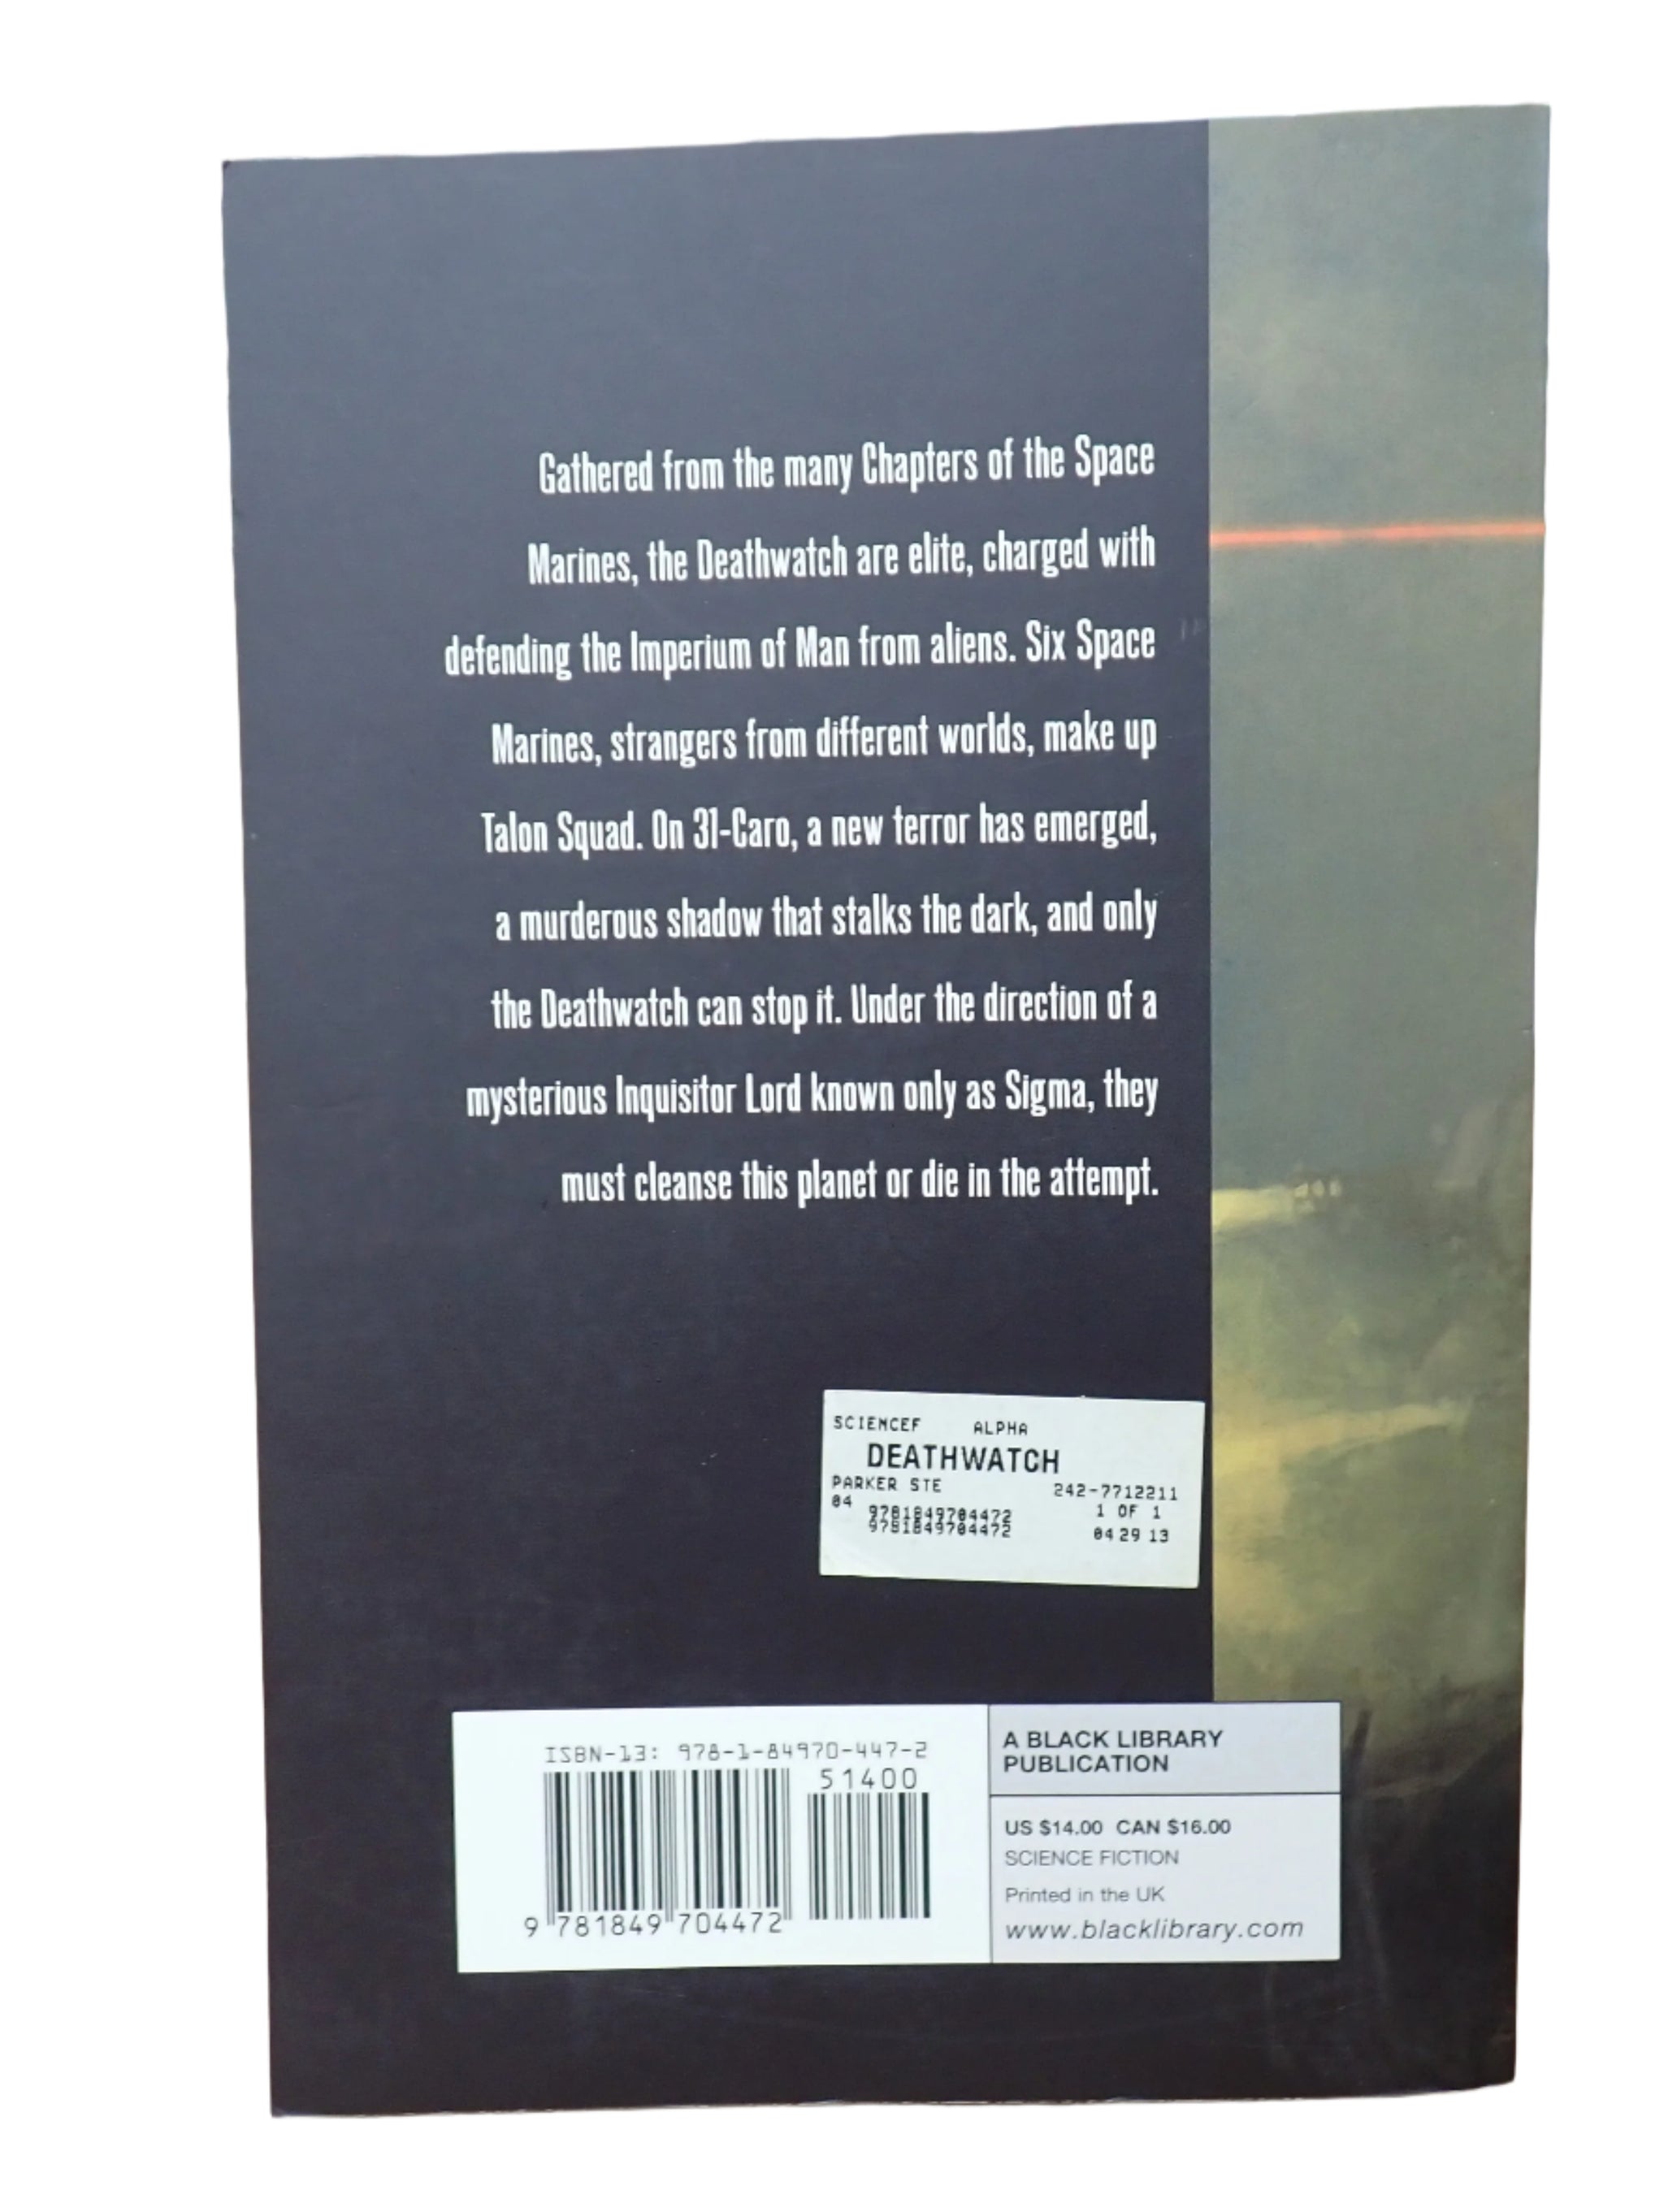 Gathered from the many Chapters of the Space
Marines, the Deathwatch are elite, charged with
defending the Imperium of Man from aliens. Six Space
Marines, strangers from different worlds, make up
Talon Squad. On 31-Caro, a new terror has emerged,
a murderous shadow that stalks the dark, and only
the Deathwatch can stop it. Under the direction of a
mysterious Inquisitor Lord known only as Sigma, they
must cleanse this planet or die in the attempt.
SCIENCEF ALPHA
DEATHWATCH
PARKER STE 242-7712211
04 9781849704472 1 OF 1
9781849704472 04 29 13
ISBN-13: 978-1-84970-447-2
51400
9 781849 704472
A BLACK LIBRARY
PUBLICATION
US $14.00 CAN $16.00
SCIENCE FICTION
Printed in the UK
www.blacklibrary.com